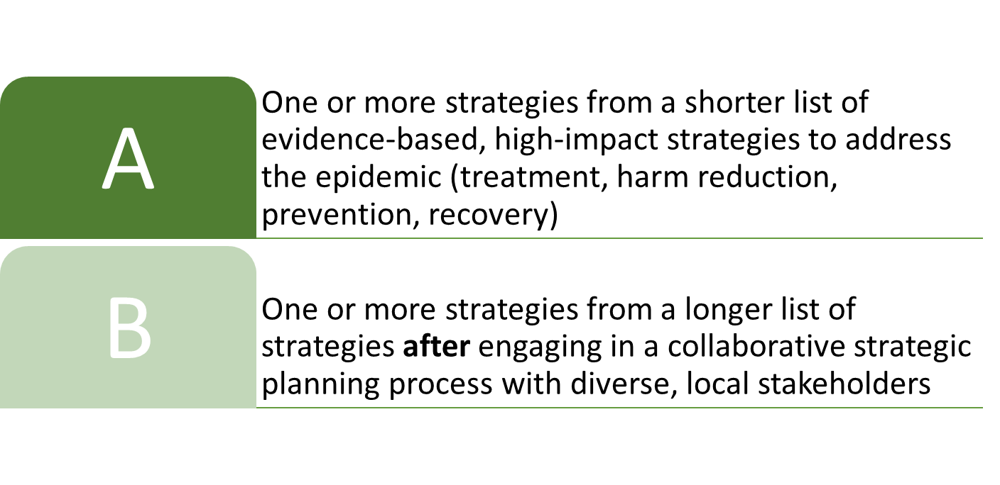 A
One or more strategies from a shorter list of
evidence-based, high-impact strategies to address
the epidemic (treatment, harm reduction,
prevention, recovery)
B
One or more strategies from a longer list of
strategies after engaging in a collaborative strategic
planning process with diverse, local stakeholders